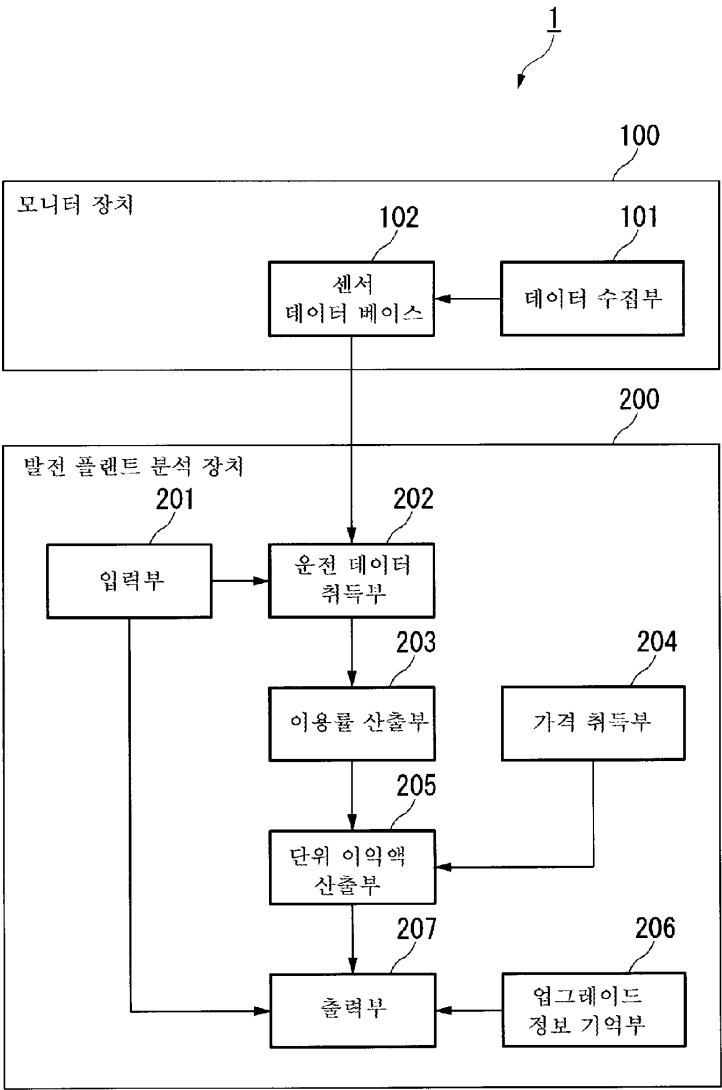 1
100
모니터 장치
102
101
센서
데이터 베이스
데이터 수집부
200
발전 플랜트 분석 장치
201
202
입력부
운전 데이터
취득부
203
204
이용률 산출부
가격 취득부
205
단위 이익액
산출부
207
206
출력부
업그레이드
정보 기억부